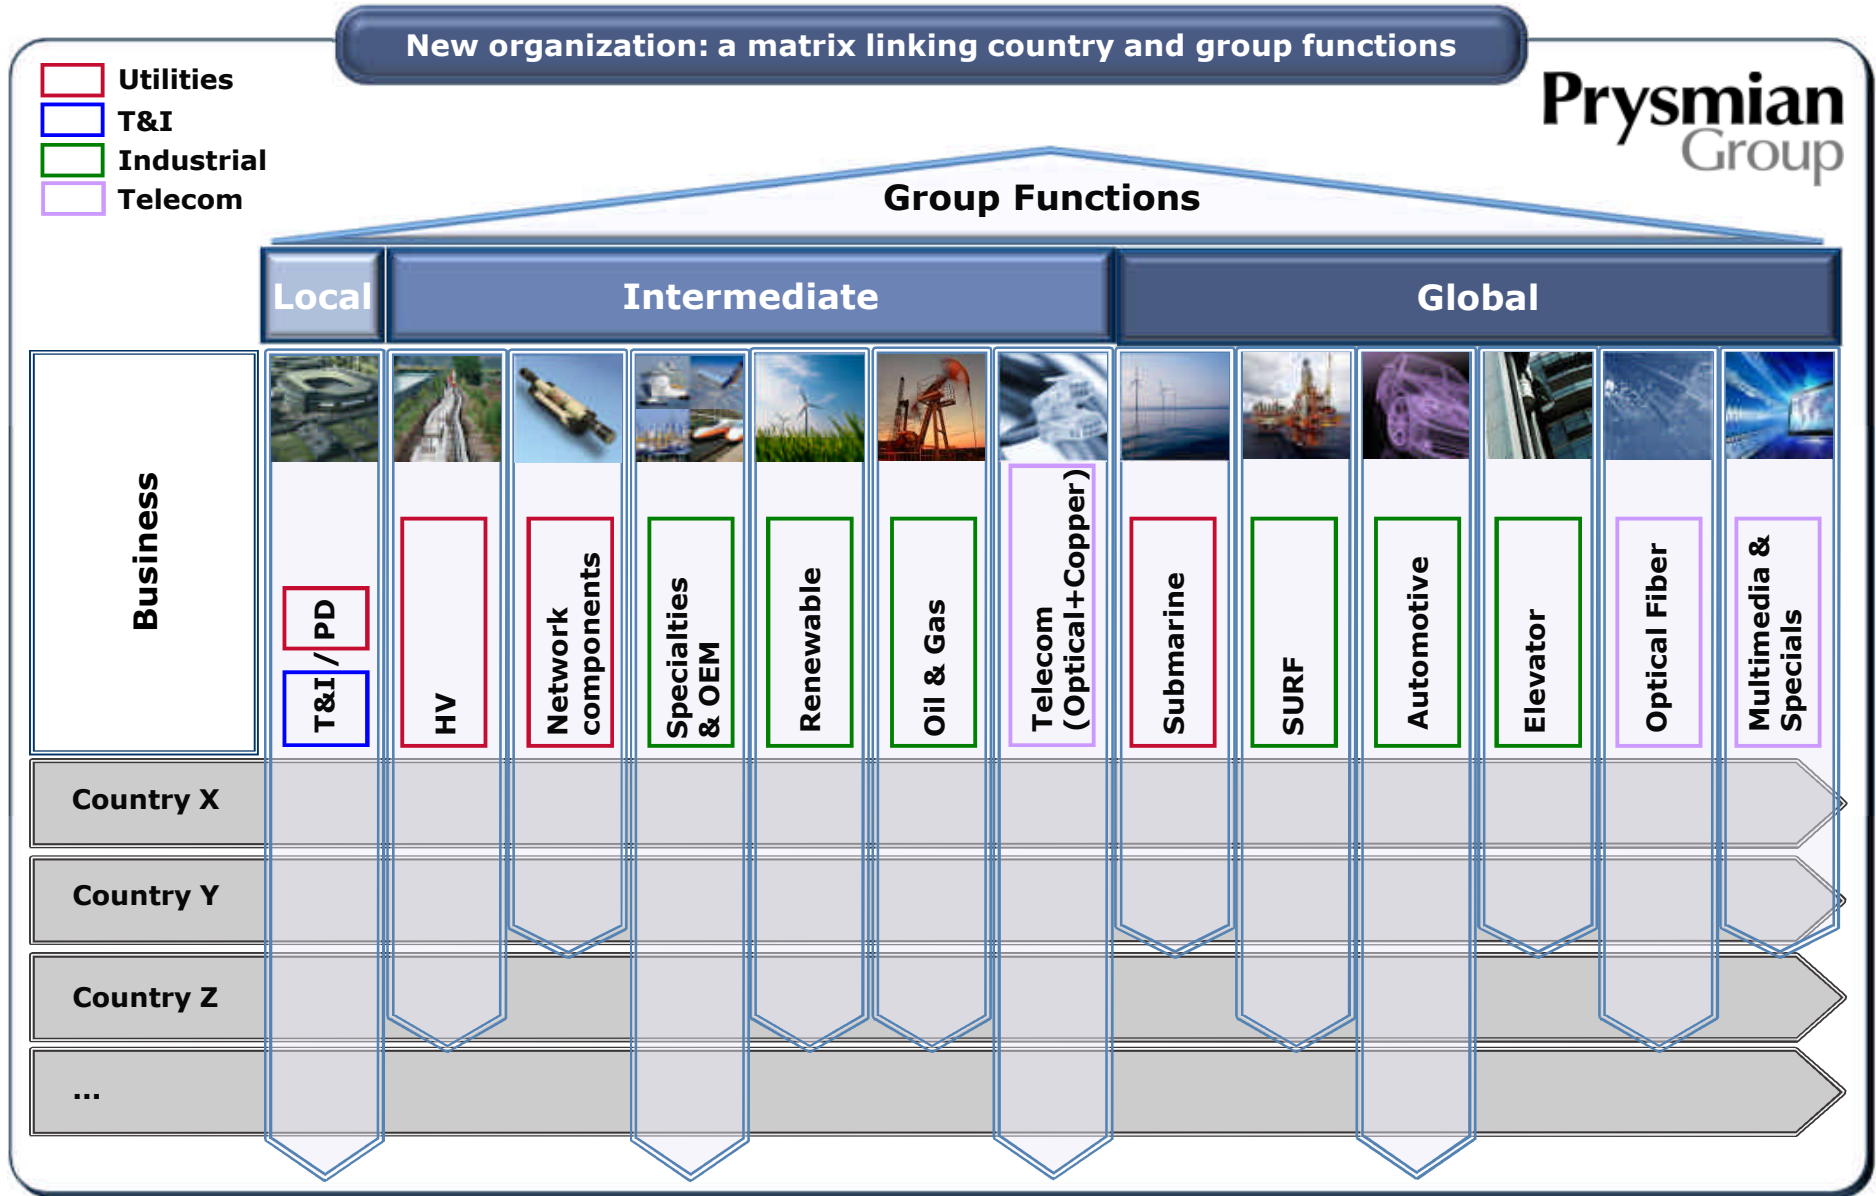 New organization: a matrix linking country and group functions
Utilities
T&I
Industrial
Telecom
Prysmian
Group
Group Functions
Local
Intermediate
Global
Business
T&I / PD
HV
Network
components
Specialties
& OEM
Renewable
Oil & Gas
Telecom
(Optical+Copper)
Submarine
SURF
Automotive
Elevator
Optical Fiber
Multimedia &
Specials
Country X
Country Y
Country Z
...